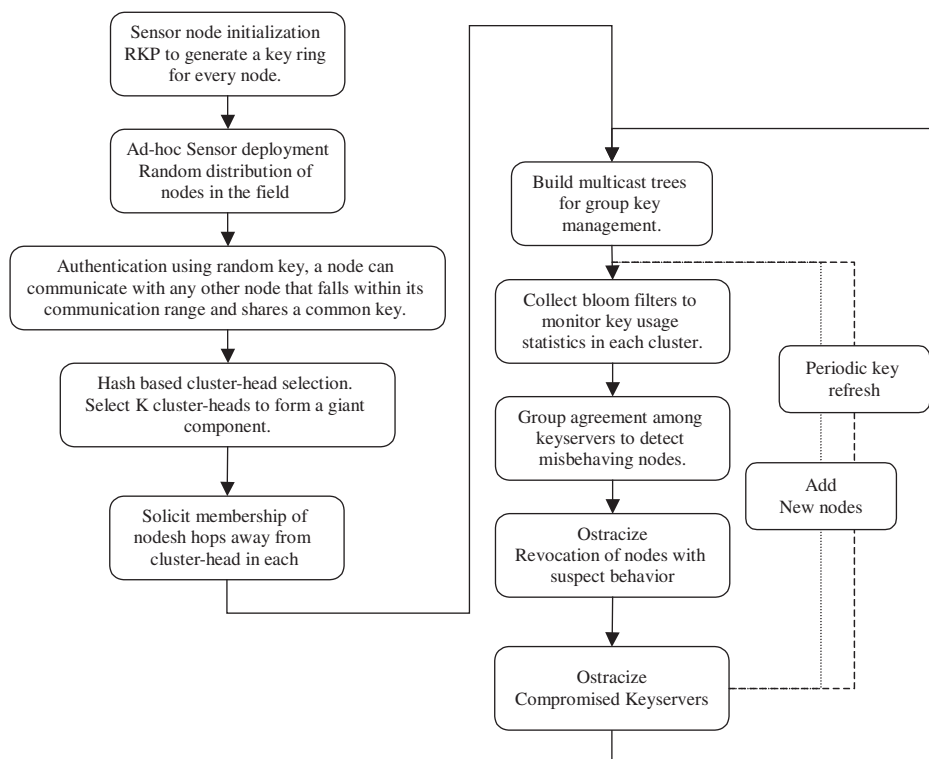 Sensor node initialization
RKP to generate a key ring
for every node.
Ad-hoc Sensor deployment
Random distribution of
nodes in the field
Authentication using random key, a node can
communicate with any other node that falls within its
communication range and shares a common key.
Hash based cluster-head selection.
Select K cluster-heads to form a giant
component.
Solicit membership of
nodesh hops away from
cluster-head in each
Build multicast trees
for group key
management.
Collect bloom filters to
monitor key usage
statistics in each cluster.
Group agreement among
keyservers to detect
misbehaving nodes.
Ostracize
Revocation of nodes with
suspect behavior
Ostracize
Compromised Keyservers
Periodic key
refresh
Add
New nodes